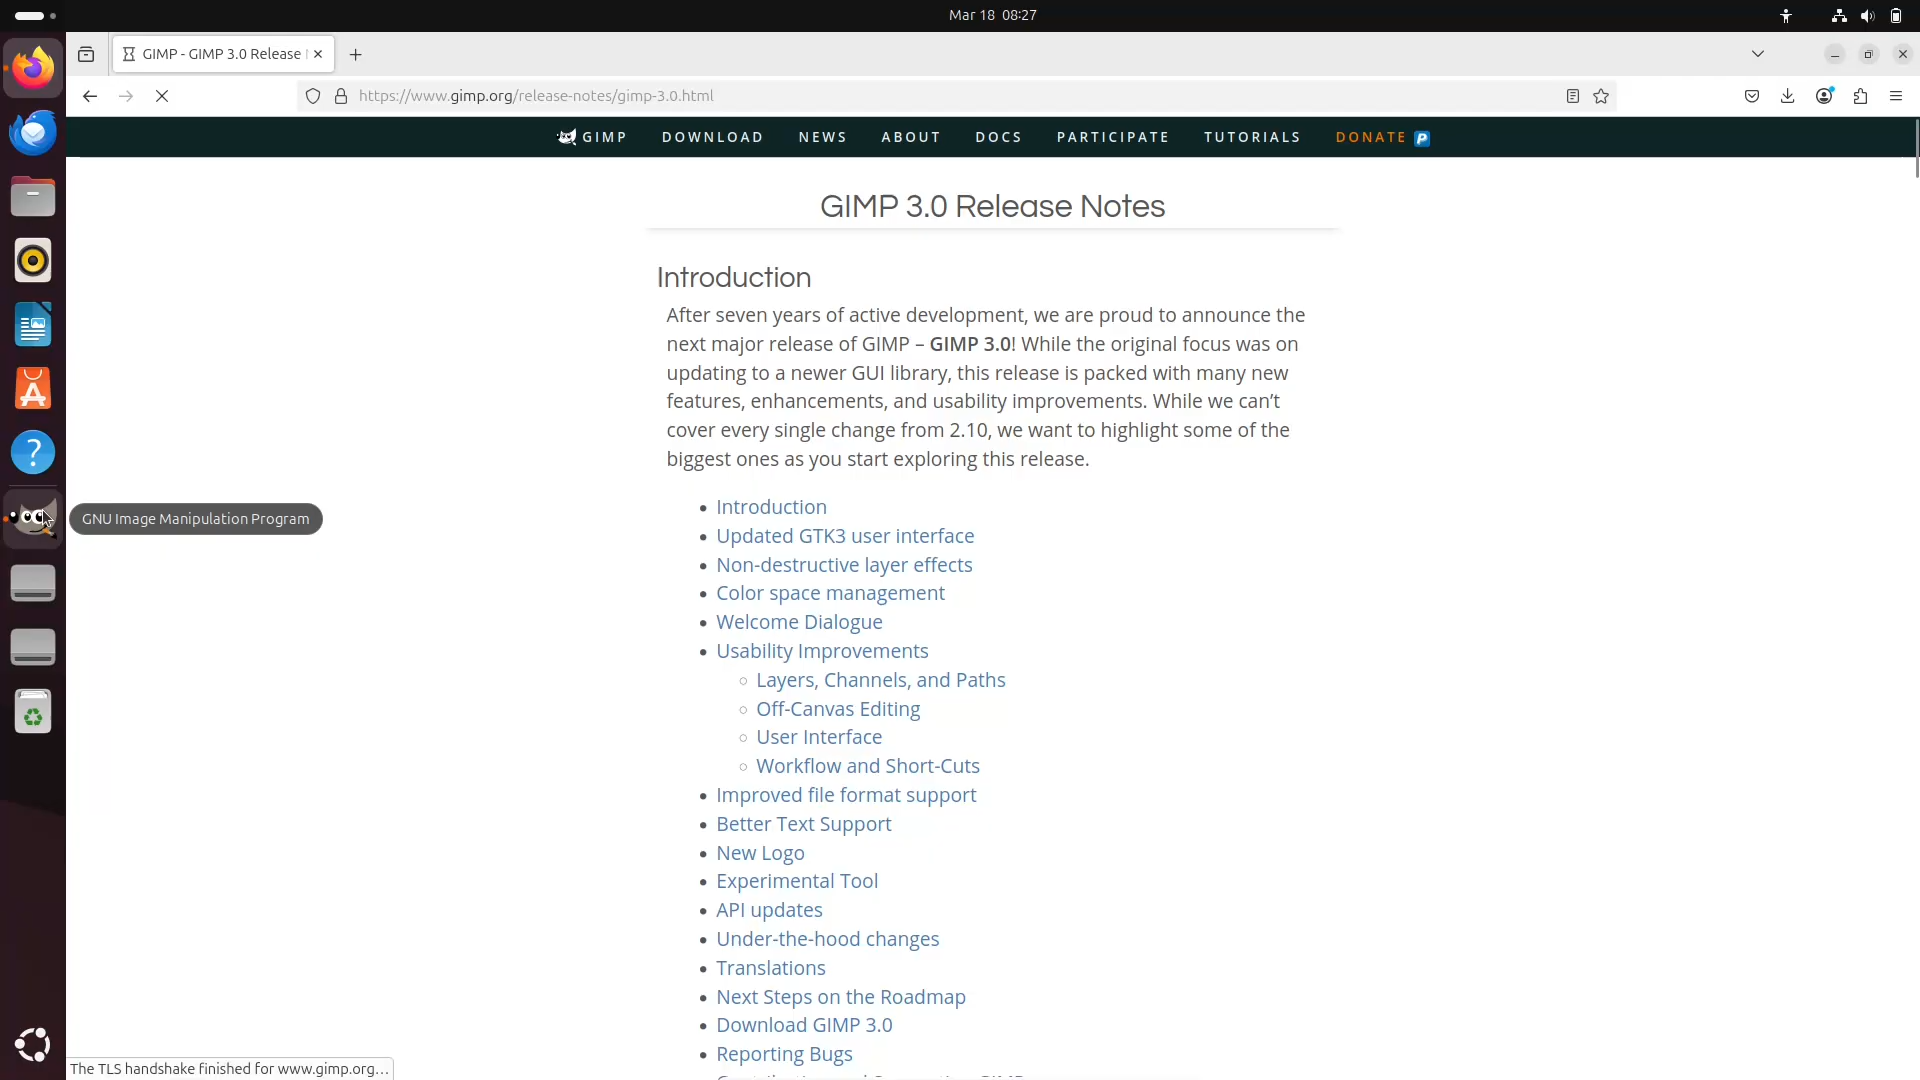 Mar 18 08:27
GIMP - GIMP 3.0 Release
https://www.gimp.org/release-notes/gimp-3.0.html
GIMP DOWNLOAD NEWS ABOUT DOCS PARTICIPATE TUTORIALS DONATE
GIMP 3.0 Release Notes
Introduction
After seven years of active development, we are proud to announce the
next major release of GIMP – GIMP 3.0! While the original focus was on
updating to a newer GUI library, this release is packed with many new
features, enhancements, and usability improvements. While we can't
cover every single change from 2.10, we want to highlight some of the
biggest ones as you start exploring this release.
Introduction
GNU Image Manipulation Program
Updated GTK3 user interface
Non-destructive layer effects
Color space management
Welcome Dialogue
Usability Improvements
Layers, Channels, and Paths
Off-Canvas Editing
User Interface
Workflow and Short-Cuts
Improved file format support
Better Text Support
New Logo
Experimental Tool
API updates
Under-the-hood changes
Translations
Next Steps on the Roadmap
Download GIMP 3.0
Reporting Bugs
The TLS handshake finished for www.gimp.org…